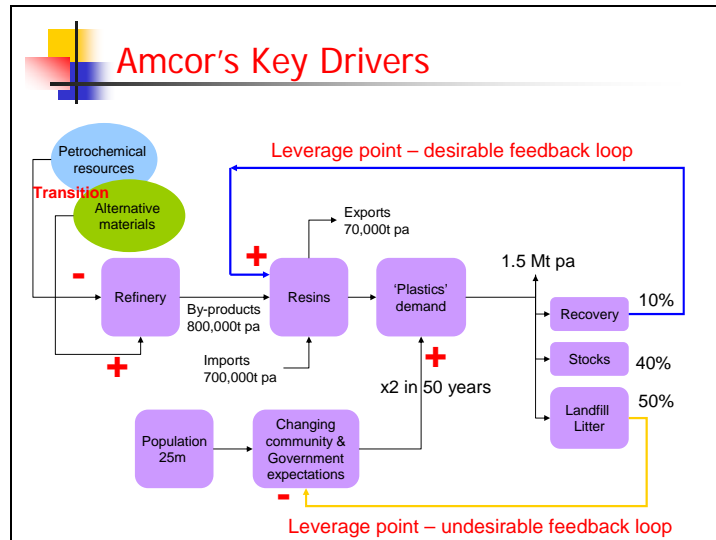 Amcor's Key Drivers
Petrochemical
resources
Transition
Alternative
materials
Leverage point – desirable feedback loop
Exports
70,000t pa
+
-
Refinery
By-products
800,000t pa
Resins
'Plastics'
demand
1.5 Mt pa
10%
Recovery
+
Imports
700,000t pa
+
x2 in 50 years
Stocks
40%
50%
Landfill
Litter
Population
25m
Changing
community &
Government
expectations
-
Leverage point – undesirable feedback loop